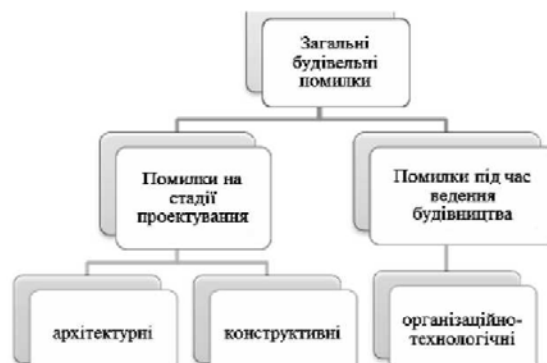 Загальні
будівельні
помилки
Помилки на
стадії
проектування
Помилки під час
ведення
будівництва
архітектурні
конструктивні
організаційно-
технологічні